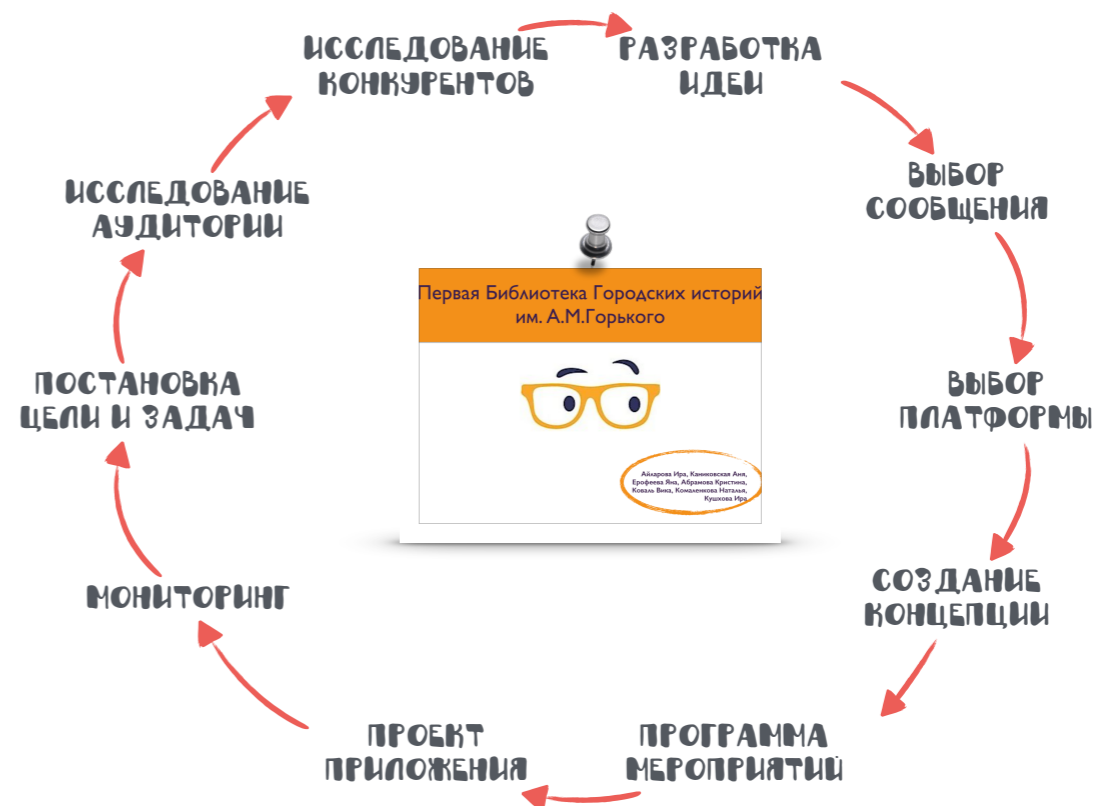 ИССЛЕДОВАНИЕ
КОНКУРЕНТОВ
РАЗРАБОТКА
ИДЕИ
ВЫБОР
СООБЩЕНИЯ
ВЫБОР
ПЛАТФОРМЫ
СОЗДАНИЕ
КОНЦЕПЦИИ
ПРОГРАММА
МЕРОПРИЯТИЙ
ПРОЕКТ
ПРИЛОЖЕНИЯ
МОНИТОРИНГ
ПОСТАНОВКА
ЦЕЛИ И ЗАДАЧ
ИССЛЕДОВАНИЕ
АУДИТОРИИ
Первая Библиотека Городских историй
им. А.М.Горького
Айларова Ира, Каниковская Аня,
Ерофеева Яна, Абрамова Кристина,
Коваль Вика, Комаленкова Наталья,
Кушхова Ира